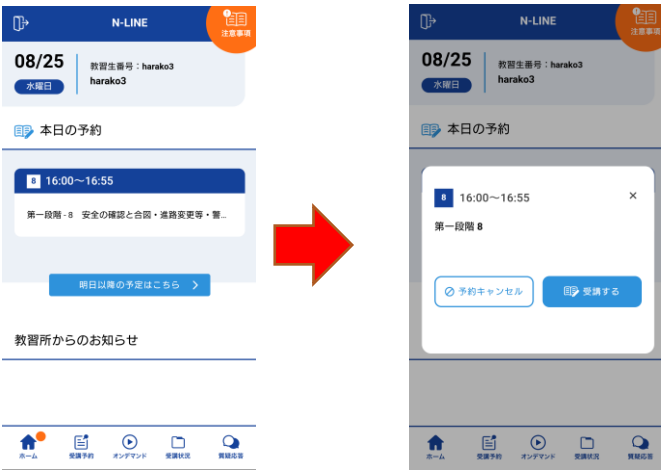 N-LINE
注意事項
08/25
水曜日
教習生番号：harako3
harako3
本日の予約
8 16:00～16:55
第一段階 - 8 安全の確認と合図・進路変更等・警...
明日以降の予定はこちら
教習所からのお知らせ
ホーム 受講予約 オンデマンド 受講状況 質疑応答
N-LINE
注意事項
08/25
水曜日
教習生番号：harako3
harako3
本日の予約
8 16:00～16:55 ×
第一段階 8
予約キャンセル 受講する
ホーム 受講予約 オンデマンド 受講状況 質疑応答